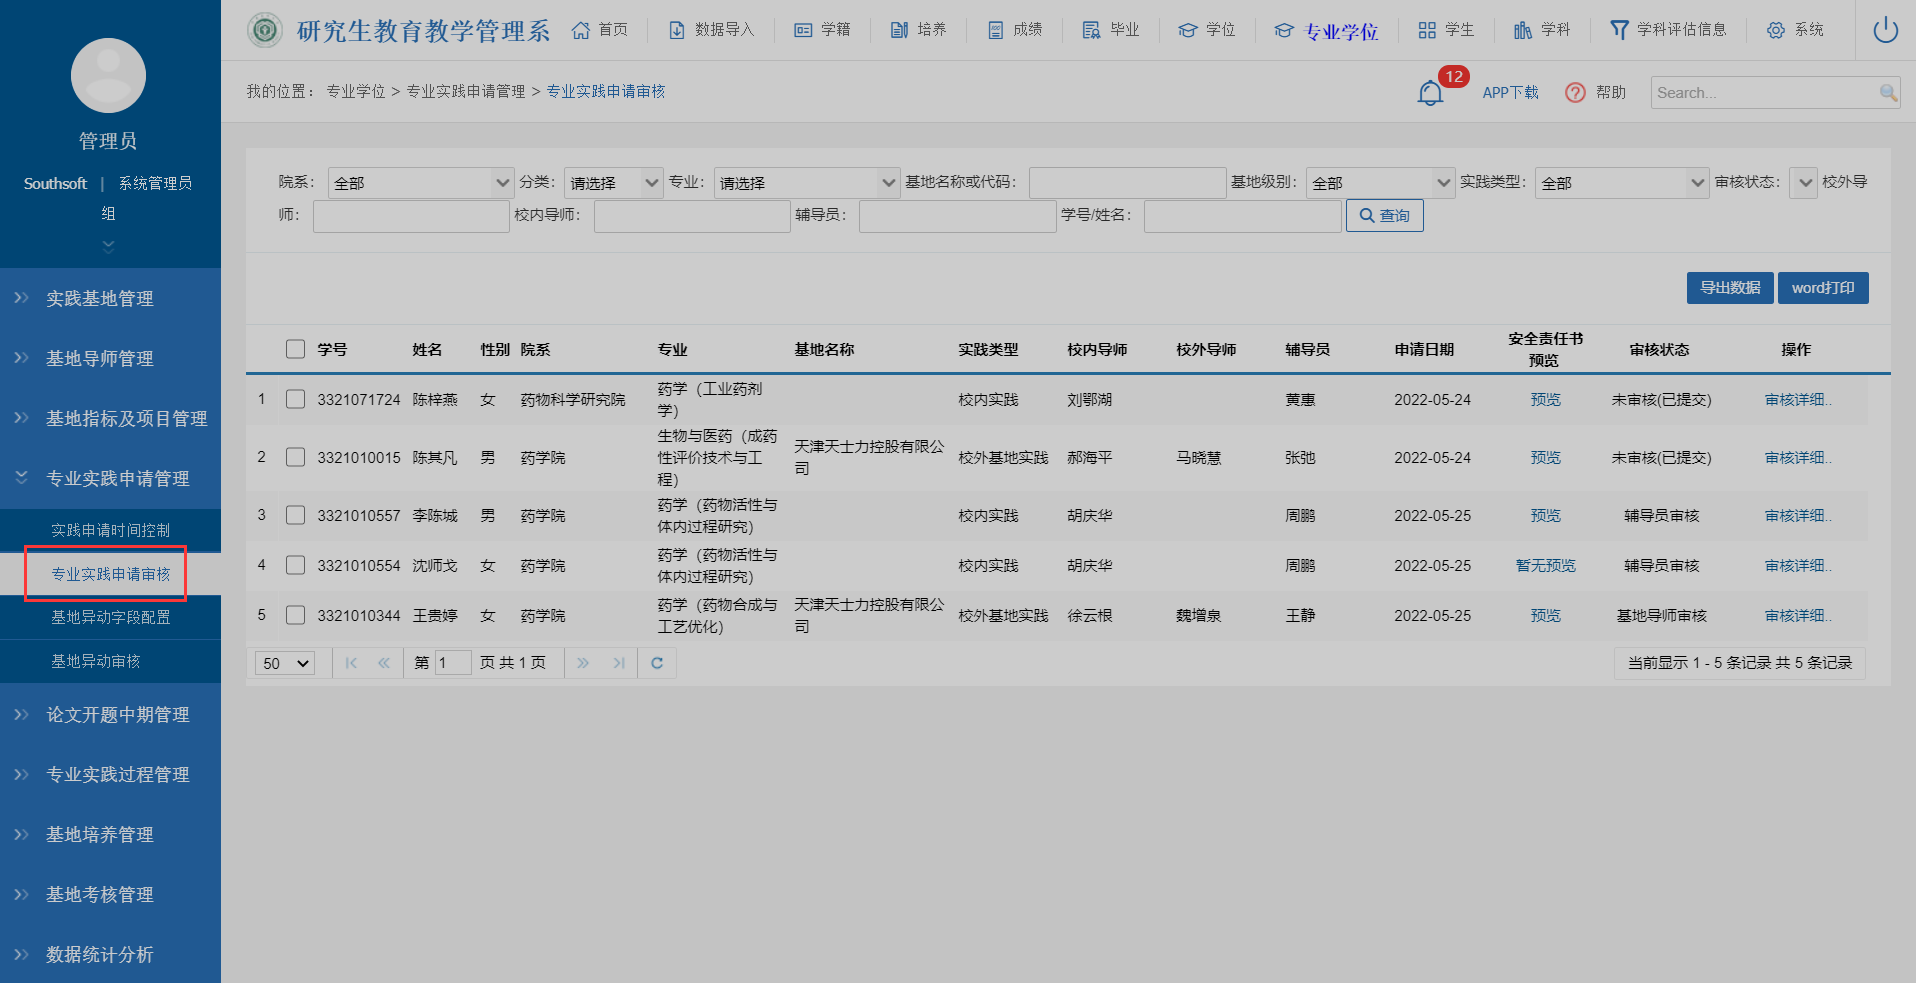 管理员
Southsoft | 系统管理员
组
实践基地管理
基地导师管理
基地指标及项目管理
专业实践申请管理
实践申请时间控制
专业实践申请审核
基地异动字段配置
基地异动审核
论文开题中期管理
专业实践过程管理
基地培养管理
基地考核管理
数据统计分析
研究生教育教学管理系 首页 数据导入 学籍 培养 成绩 毕业 学位 专业学位 学生 学科 学科评估信息 系统
我的位置： 专业学位 > 专业实践申请管理 > 专业实践申请审核 12 APP下载 帮助 Search...
院系： 全部 分类： 请选择 专业： 请选择 基地名称或代码： 基地级别： 全部 实践类型： 全部 审核状态： 校外导
师： 校内导师： 辅导员： 学号/姓名： 查询
导出数据 word打印
学号 姓名 性别 院系 专业 基地名称 实践类型 校内导师 校外导师 辅导员 申请日期 安全责任书 审核状态 操作
预览
1 3321071724 陈梓燕 女 药物科学研究院 药学（工业药剂 校内实践 刘鄂湖 黄惠 2022-05-24 预览 未审核(已提交) 审核详细..
学）
2 3321010015 陈其凡 男 药学院 生物与医药（成药 天津天士力控股有限公 校外基地实践 郝海平 马晓慧 张弛 2022-05-24 预览 未审核(已提交) 审核详细..
性评价技术与工 司
程）
3 3321010557 李陈城 男 药学院 药学（药物活性与 校内实践 胡庆华 周鹏 2022-05-25 预览 辅导员审核 审核详细..
体内过程研究）
4 3321010554 沈师戈 女 药学院 药学（药物活性与 校内实践 胡庆华 周鹏 2022-05-25 暂无预览 辅导员审核 审核详细..
体内过程研究）
5 3321010344 王贵婷 女 药学院 药学（药物合成与 天津天士力控股有限公 校外基地实践 徐云根 魏增泉 王静 2022-05-25 预览 基地导师审核 审核详细..
工艺优化） 司
50 第 1 页 共 1 页 当前显示 1 - 5 条记录 共 5 条记录